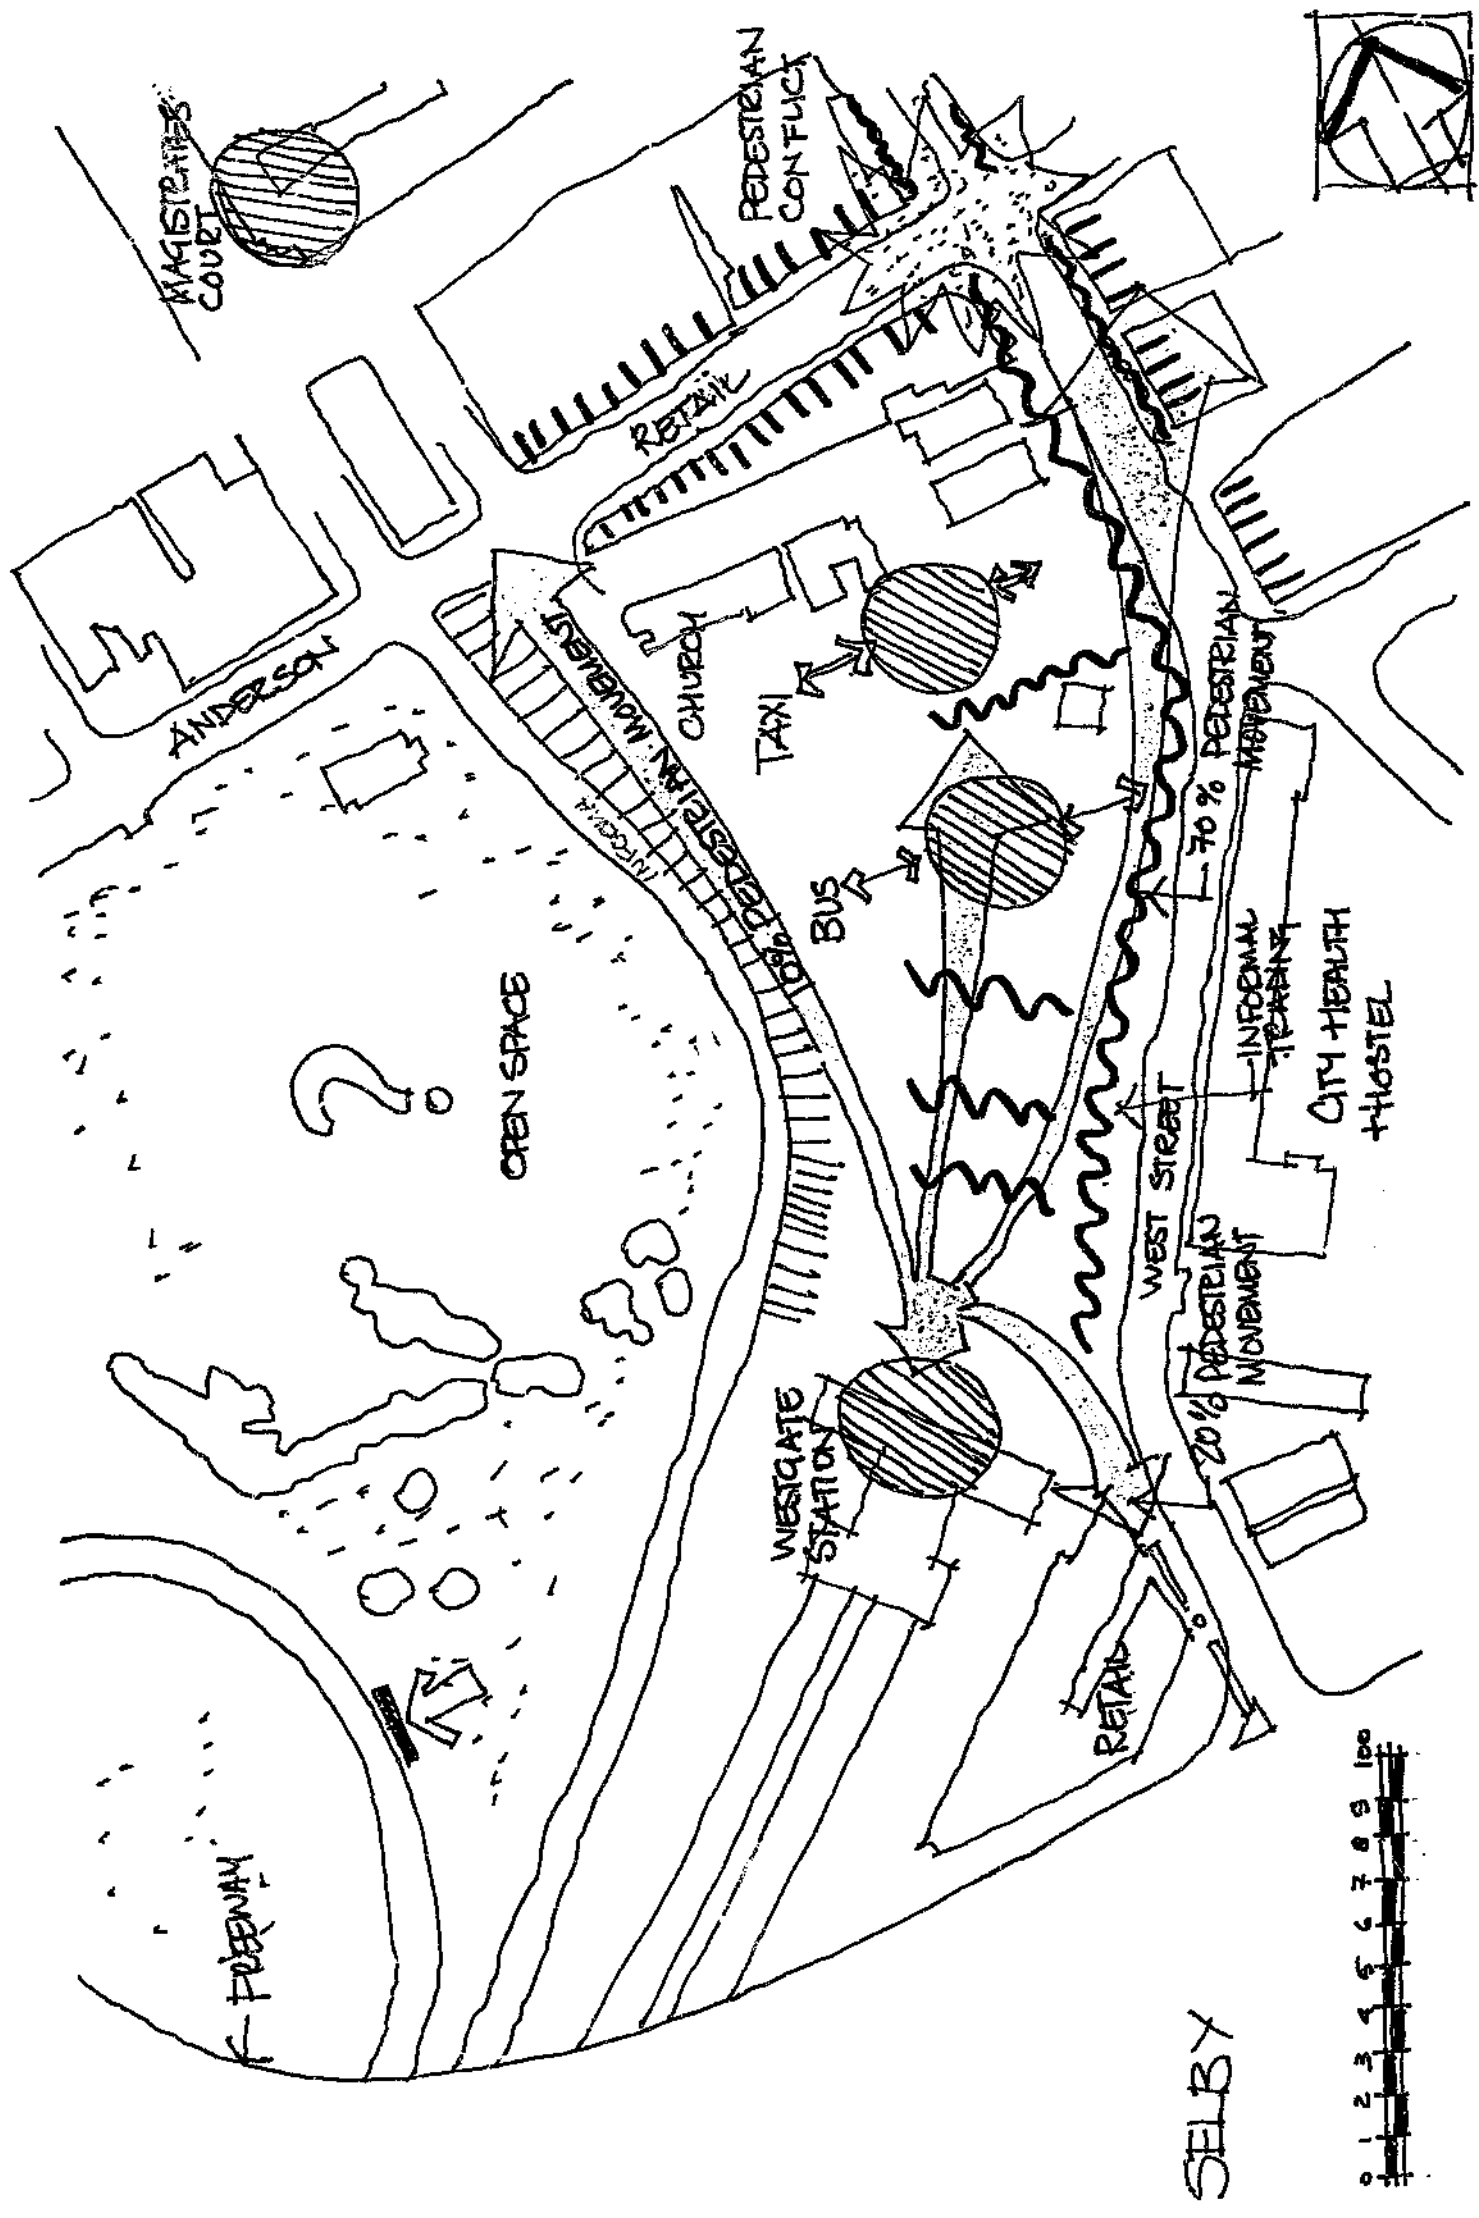 ← FREEWAY
OPEN SPACE
?
ANDERSON
MAGISTRATES
COURT
10% PEDESTRIAN. MOVEMENT
RETAIL
CHURCH
TAXI
BUS
PEDESTRIAN
CONFLICT
WESTGATE
STATION
RETAIL
WEST STREET
20% PEDESTRIAN
MOVEMENT
INFORMAL
TRADING
70% PEDESTRIAN
MOVEMENT
CITY HEALTH
+HOSTEL
SELBY
0 1 2 3 4 5 6 7 8 9 100